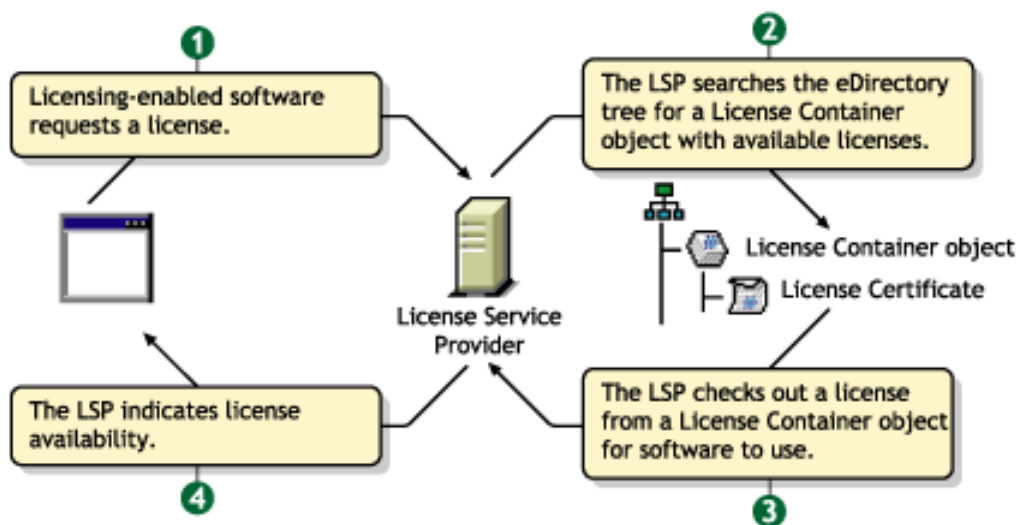 1
Licensing-enabled software
requests a license.
2
The LSP searches the eDirectory
tree for a License Container
object with available licenses.
License Container object
License Certificate
License Service
Provider
The LSP checks out a license
from a License Container object
for software to use.
3
The LSP indicates license
availability.
4